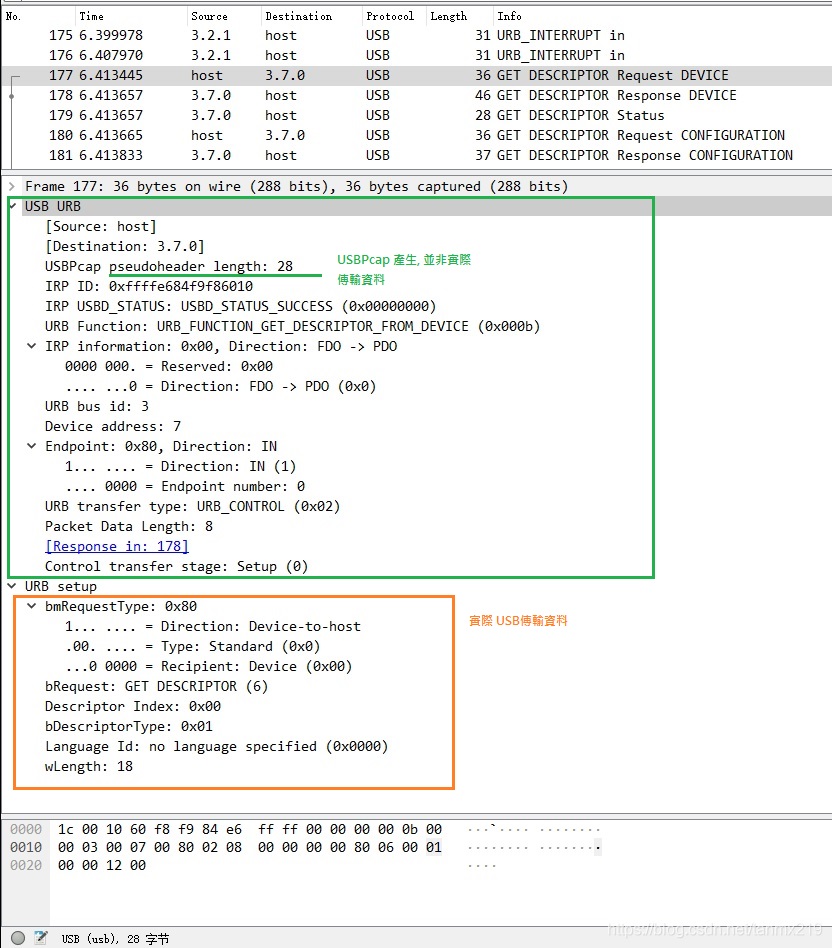 No. Time Source Destination Protocol Length Info
175 6.399978 3.2.1 host USB 31 URB_INTERRUPT in
176 6.407970 3.2.1 host USB 31 URB_INTERRUPT in
177 6.413445 host 3.7.0 USB 36 GET DESCRIPTOR Request DEVICE
178 6.413657 3.7.0 host USB 46 GET DESCRIPTOR Response DEVICE
179 6.413657 3.7.0 host USB 28 GET DESCRIPTOR Status
180 6.413665 host 3.7.0 USB 36 GET DESCRIPTOR Request CONFIGURATION
181 6.413833 3.7.0 host USB 37 GET DESCRIPTOR Response CONFIGURATION
Frame 177: 36 bytes on wire (288 bits), 36 bytes captured (288 bits)
USB URB
[Source: host]
[Destination: 3.7.0]
USBPcap pseudoheader length: 28
USBPcap 產生, 並非實際
傳輸資料
IRP ID: 0xffffe684f9f86010
IRP USBD_STATUS: USBD_STATUS_SUCCESS (0x00000000)
URB Function: URB_FUNCTION_GET_DESCRIPTOR_FROM_DEVICE (0x000b)
IRP information: 0x00, Direction: FDO -> PDO
0000 000. = Reserved: 0x00
.... ...0 = Direction: FDO -> PDO (0x0)
URB bus id: 3
Device address: 7
Endpoint: 0x80, Direction: IN
1... .... = Direction: IN (1)
.... 0000 = Endpoint number: 0
URB transfer type: URB_CONTROL (0x02)
Packet Data Length: 8
[Response in: 178]
Control transfer stage: Setup (0)
URB setup
bmRequestType: 0x80
1... .... = Direction: Device-to-host
.00. .... = Type: Standard (0x0)
...0 0000 = Recipient: Device (0x00)
實際 USB傳輸資料
bRequest: GET DESCRIPTOR (6)
Descriptor Index: 0x00
bDescriptorType: 0x01
Language Id: no language specified (0x0000)
wLength: 18
0000 1c 00 10 60 f8 f9 84 e6 ff ff 00 00 00 00 0b 00 ···`···· ········
0010 00 03 00 07 00 80 02 08 00 00 00 00 80 06 00 01 ········ ········
0020 00 00 12 00 ····
USB (usb), 28 字节